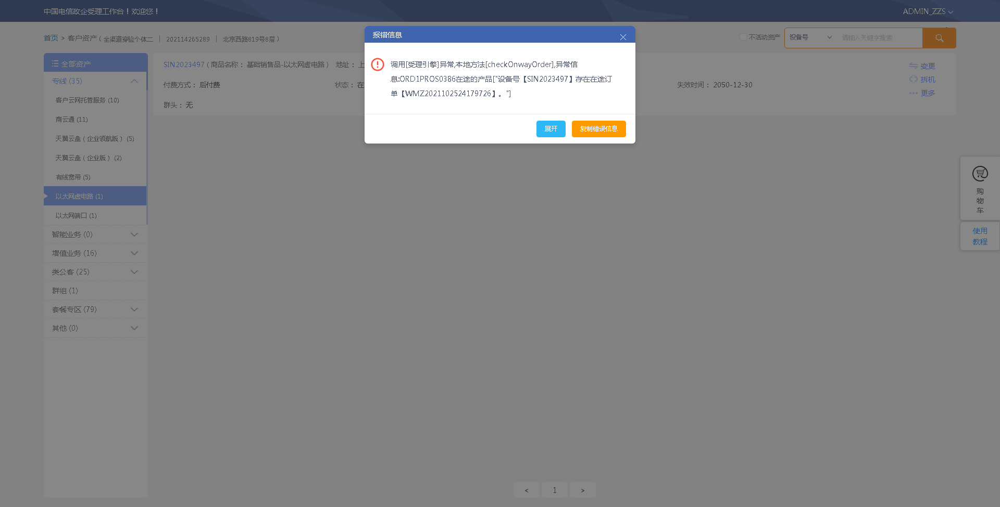 中国电信政企受理工作台！欢迎您！
ADMIN_ZZS
首页 > 客户资产 ( 全渠道穿验个体二 | 202114265289 | 北京西路819号8层 )
不活动资产
设备号
请输入关键字搜索
报错信息
调用[受理引擎]异常,本地方法[checkOnwayOrder],异常信
息:ORD1PROS0386在途的产品["设备号【SIN2023497】存在在途订
单【WMZ2021102524179726】。"]
展开
复制错误信息
全部资产
专线 (35)
客户云网托管服务 (10)
商云通 (11)
天翼云盘（企业领航版） (5)
天翼云盘（企业版） (2)
有线宽带 (5)
以太网虚电路 (1)
以太网端口 (1)
智能业务 (0)
增值业务 (16)
类公客 (25)
群组 (1)
套餐专区 (79)
其他 (0)
SIN2023497 ( 商品名称： 基础销售品-以太网虚电路 ) 地址： 上
付费方式： 后付费
状态： 在
失效时间： 2050-12-30
群头： 无
变更
拆机
更多
购
物
车
使用
教程
< 1 >